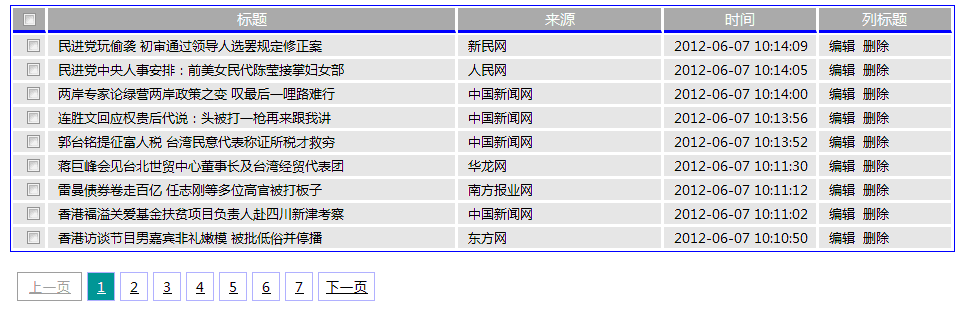 标题 来源 时间 列标题
民进党玩偷袭 初审通过领导人选罢规定修正案 新民网 2012-06-07 10:14:09 编辑 删除
民进党中央人事安排：前美女民代陈莹接掌妇女部 人民网 2012-06-07 10:14:05 编辑 删除
两岸专家论绿营两岸政策之变 叹最后一哩路难行 中国新闻网 2012-06-07 10:14:00 编辑 删除
连胜文回应权贵后代说：头被打一枪再来跟我讲 中国新闻网 2012-06-07 10:13:56 编辑 删除
郭台铭提征富人税 台湾民意代表称证所税才救穷 中国新闻网 2012-06-07 10:13:52 编辑 删除
蒋巨峰会见台北世贸中心董事长及台湾经贸代表团 华龙网 2012-06-07 10:11:30 编辑 删除
雷曼债券卷走百亿 任志刚等多位高官被打板子 南方报业网 2012-06-07 10:11:12 编辑 删除
香港福溢关爱基金扶贫项目负责人赴四川新津考察 中国新闻网 2012-06-07 10:11:02 编辑 删除
香港访谈节目男嘉宾非礼嫩模 被批低俗并停播 东方网 2012-06-07 10:10:50 编辑 删除
上一页 1 2 3 4 5 6 7 下一页